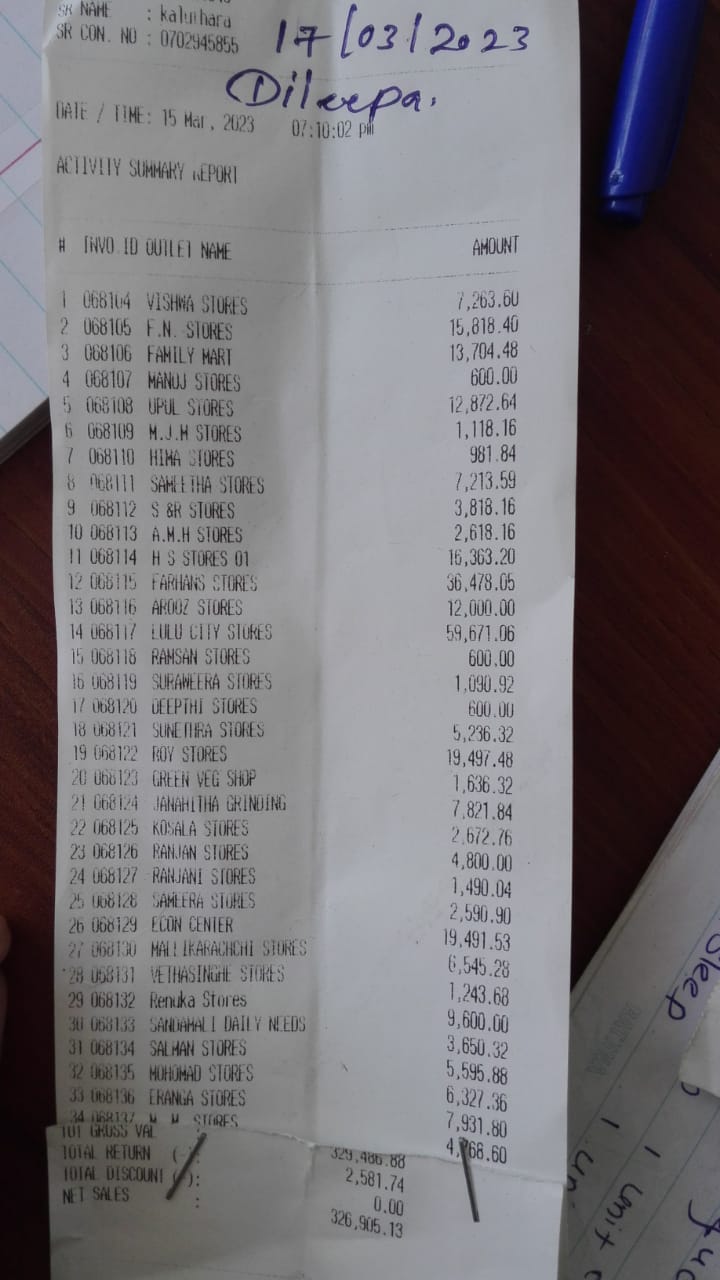 SR NAME : kaluthara
SR CON. NO : 0702945855
17/03/2023
Dileepa.
DATE / TIME: 15 Mar, 2023 07:10:02 pm
ACTIVITY SUMMARY REPORT
# INVO.ID OUTLET NAME AMOUNT
1 068104 VISHWA STORES 7,263.60
2 068105 F.N. STORES 15,818.40
3 068106 FAMILY MART 13,704.48
4 068107 MANOJ STORES 600.00
5 068108 UPUL STORES 12,872.64
6 068109 M.J.M STORES 1,118.16
7 068110 HIMA STORES 981.84
8 068111 SAMEETHA STORES 7,213.59
9 068112 S &R STORES 3,818.16
10 068113 A.M.H STORES 2,618.16
11 068114 H S STORES 01 16,363.20
12 068115 FARHANS STORES 36,478.05
13 068116 AROOZ STORES 12,000.00
14 068117 LULU CITY STORES 59,671.06
15 068118 RAMSAN STORES 600.00
16 068119 SURAWEERA STORES 1,090.92
17 068120 DEEPTHI STORES 600.00
18 068121 SUNETHRA STORES 5,236.32
19 068122 ROY STORES 19,497.48
20 068123 GREEN VEG SHOP 1,636.32
21 068124 JANAHITHA GRINDING 7,821.84
22 068125 KOSALA STORES 2,672.76
23 068126 RANJAN STORES 4,800.00
24 068127 RANJANI STORES 1,490.04
25 068128 SAMEERA STORES 2,590.90
26 068129 ECON CENTER 19,491.53
27 068130 MALLIKARACHCHI STORES 6,545.28
28 068131 VETHASINGHE STORES 1,243.68
29 068132 Renuka Stores 9,600.00
30 068133 SANDAMALI DAILY NEEDS 3,650.32
31 068134 SALMAN STORES 5,595.88
32 068135 MOHOMAD STORES 6,327.36
33 068136 ERANGA STORES 7,931.80
34 068137 M. M. STORES
TOT GROSS VAL : 329,486.88
TOTAL RETURN (-): 2,581.74
TOTAL DISCOUNT (-): 0.00
NET SALES : 326,905.13
1 Unit